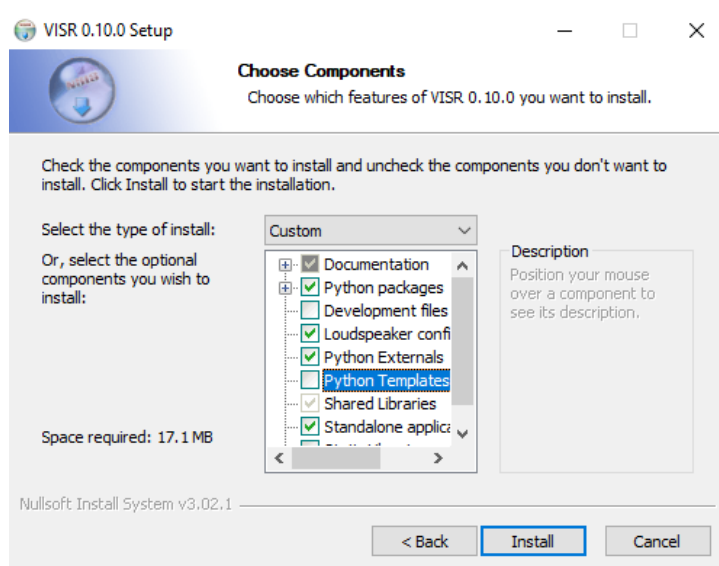 VISR 0.10.0 Setup
Choose Components
Choose which features of VISR 0.10.0 you want to install.
Check the components you want to install and uncheck the components you don't want to
install. Click Install to start the installation.
Select the type of install:
Custom
Or, select the optional
components you wish to
install:
Documentation
Python packages
Development files
Loudspeaker confi
Python Externals
Python Templates
Shared Libraries
Standalone applica
Description
Position your mouse
over a component to
see its description.
Space required: 17.1 MB
Nullsoft Install System v3.02.1
< Back
Install
Cancel